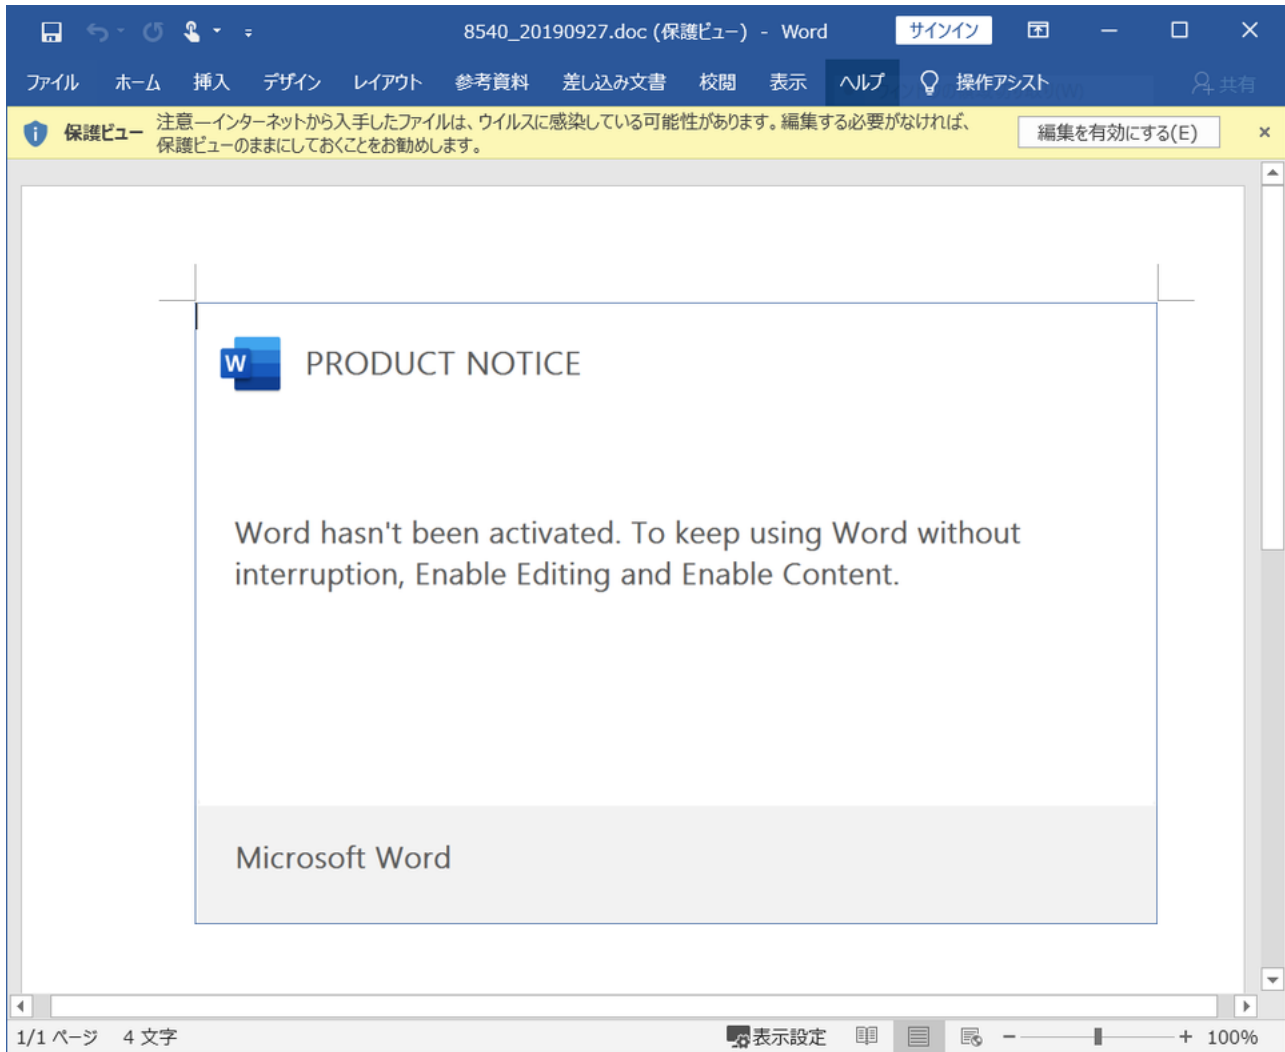 8540_20190927.doc (保護ビュー) - Word サインイン
ファイル ホーム 挿入 デザイン レイアウト 参考資料 差し込み文書 校閲 表示 ヘルプ 操作アシスト 共有
保護ビュー 注意—インターネットから入手したファイルは、ウイルスに感染している可能性があります。編集する必要がなければ、
保護ビューのままにしておくことをお勧めします。
編集を有効にする(E)
W PRODUCT NOTICE
Word hasn't been activated. To keep using Word without
interruption, Enable Editing and Enable Content.
Microsoft Word
1/1 ページ 4 文字 表示設定 100%